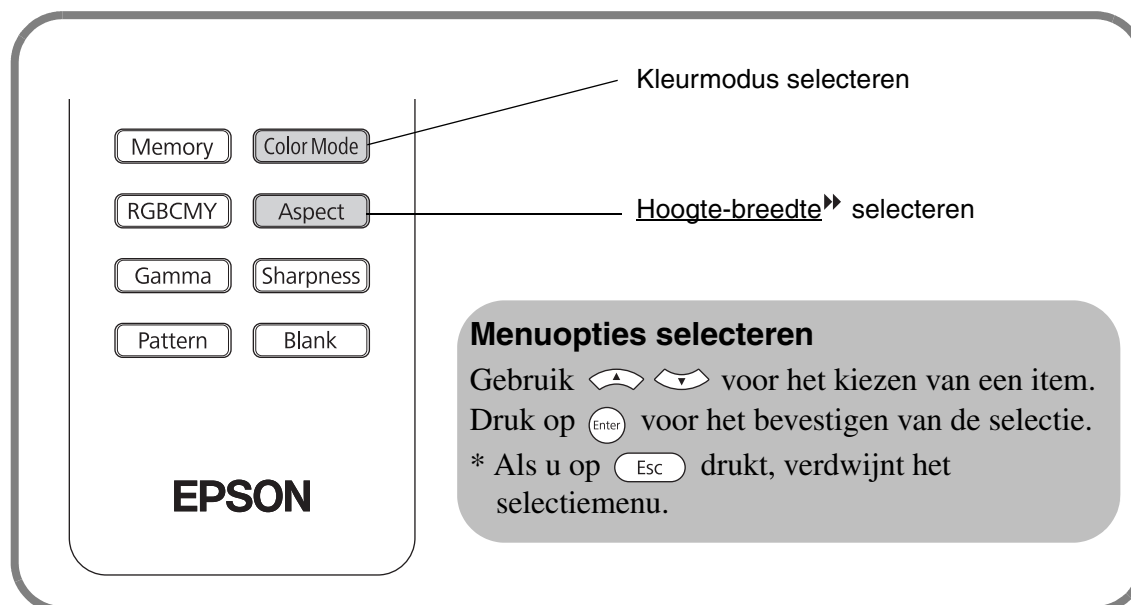 Kleurmodus selecteren
Memory Color Mode
RGBCMY Aspect
Hoogte-breedte selecteren
Gamma Sharpness
Pattern Blank
EPSON
Menuopties selecteren
Gebruik voor het kiezen van een item.
Druk op Enter voor het bevestigen van de selectie.
* Als u op Esc drukt, verdwijnt het
selectiemenu.